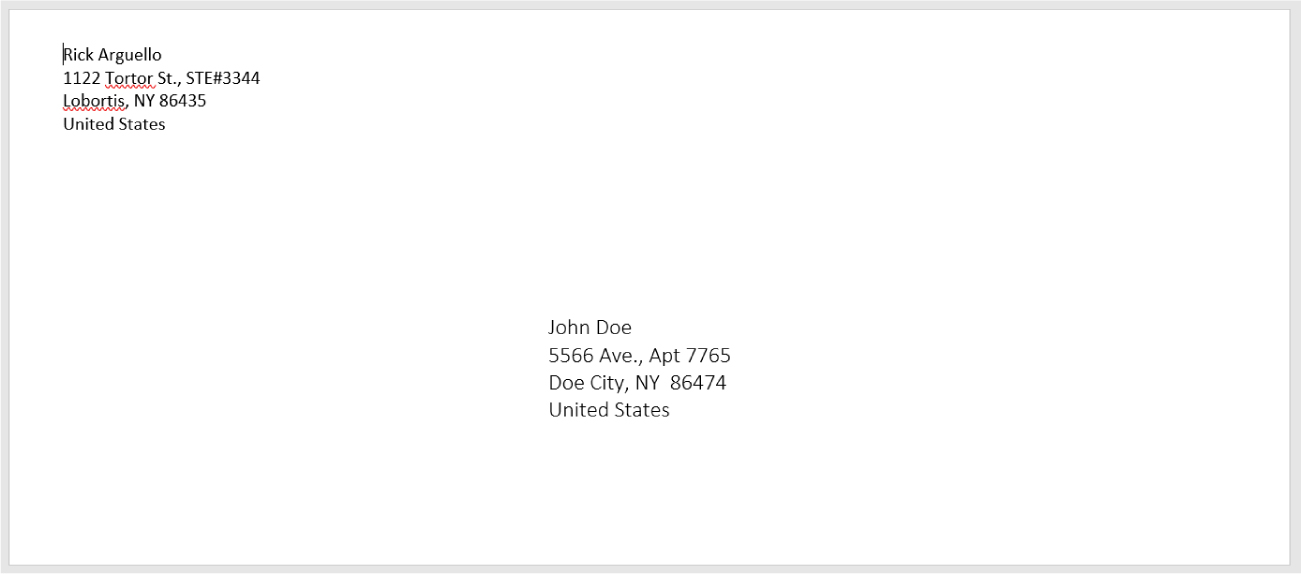 Rick Arguello
1122 Tortor St., STE#3344
Lobortis, NY 86435
United States
John Doe
5566 Ave., Apt 7765
Doe City, NY  86474
United States